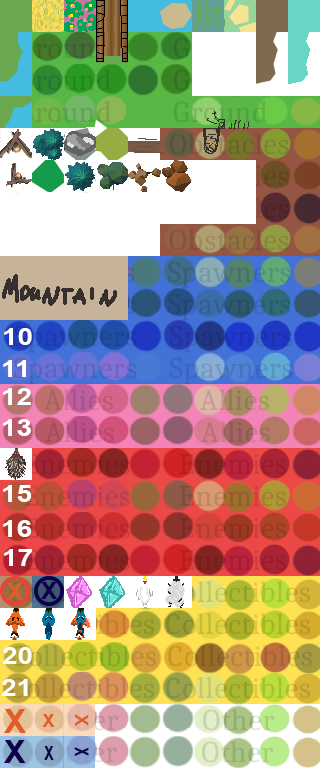 Ground Ground
Ground Ground
Obstacles
Obstacles
Spawners
MOUNTAIN
10 Spawners Spawners
11 Spawners Spawners
12 Allies Allies
13 Allies Allies
Enemies Enemies
15 Enemies Enemies
16 Enemies Enemies
17 Enemies Enemies
X X Collectibles
Collectibles
20 Collectibles Collectibles
21 Collectibles Collectibles
X X X Other
X X X Other